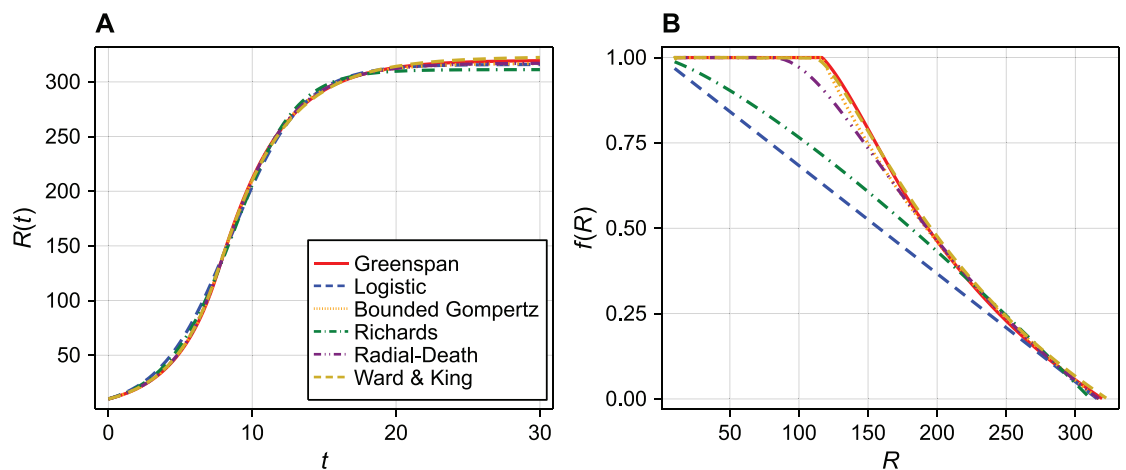 A
R(t)
300
250
200
150
100
50
0
10
20
30
t
Greenspan
Logistic
Bounded Gompertz
Richards
Radial-Death
Ward & King
B
f(R)
1.00
0.75
0.50
0.25
0.00
50
100
150
200
250
300
R